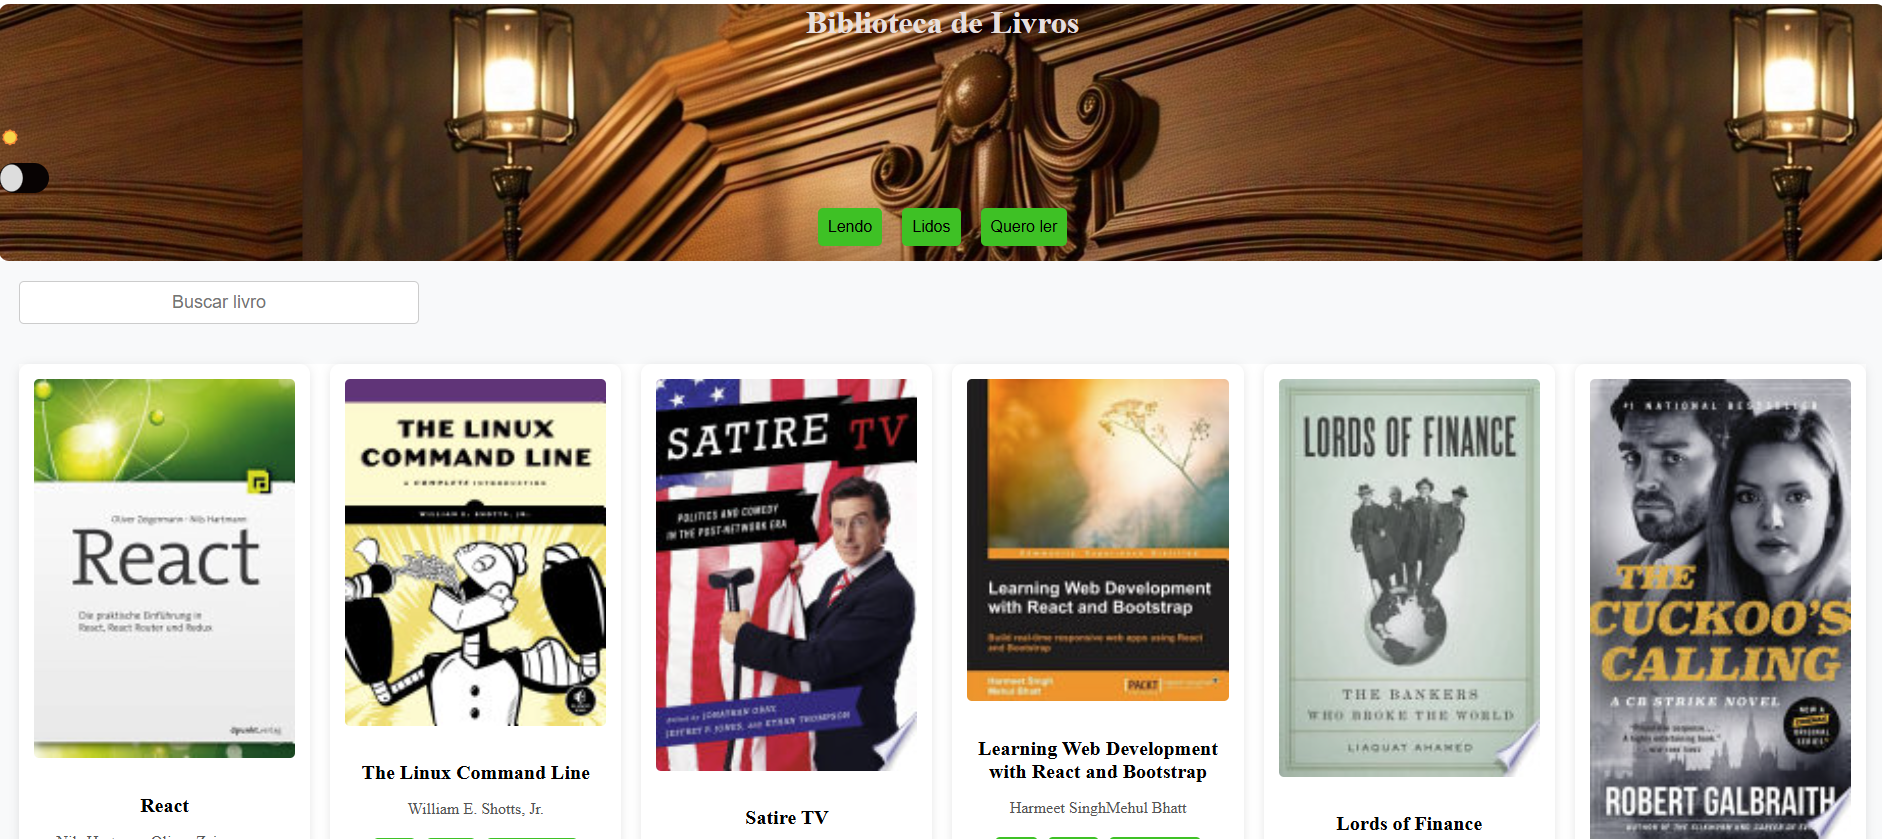 Biblioteca de Livros
Lendo
Lidos
Quero ler
Buscar livro
Oliver Zeigermann · Nils Hartmann
React
Die praktische Einführung in
React, React Router und Redux
dpunkt.verlag
React
THE LINUX
COMMAND LINE
A COMPLETE INTRODUCTION
WILLIAM E. SHOTTS, JR.
The Linux Command Line
William E. Shotts, Jr.
SATIRE TV
POLITICS AND COMEDY
IN THE POST-NETWORK ERA
Edited by JONATHAN GRAY,
JEFFREY P. JONES, AND ETHAN THOMPSON
Satire TV
Community Experience Distilled
Learning Web Development
with React and Bootstrap
Build real-time responsive web apps using React
and Bootstrap
Harmeet Singh
Mehul Bhatt
PACKT
Learning Web Development
with React and Bootstrap
Harmeet SinghMehul Bhatt
LORDS OF FINANCE
THE BANKERS
WHO BROKE THE WORLD
LIAQUAT AHAMED
Lords of Finance
#1 NATIONAL BESTSELLER
THE
CUCKOO'S
CALLING
A CB STRIKE NOVEL
NOW A
ORIGINAL
SERIES
ROBERT GALBRAITH